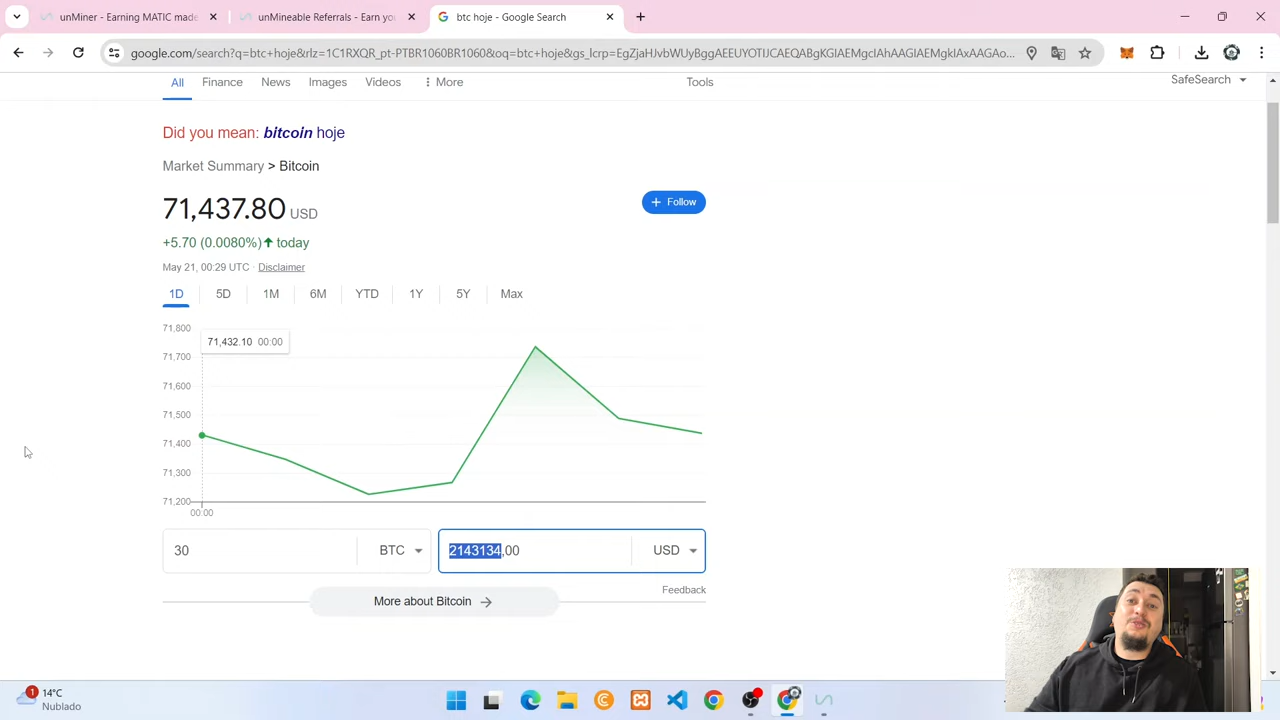 unMiner - Earning MATIC made
unMineable Referrals - Earn yo
btc hoje - Google Search
google.com/search?q=btc+hoje&rlz=1C1RXQR_pt-PTBR1060BR1060&oq=btc+hoje&gs_lcrp=EgZjaHJvbWUyBggAEEUYOTIJCAEQABgKGIAEMgcIAhAAGIAEMgkIAxAAGAo...
All
Finance
News
Images
Videos
More
Tools
SafeSearch
Did you mean: bitcoin hoje
Market Summary > Bitcoin
71,437.80 USD
+ Follow
+5.70 (0.0080%) today
May 21, 00:29 UTC · Disclaimer
1D
5D
1M
6M
YTD
1Y
5Y
Max
71,800
71,432.10 00:00
71,700
71,600
71,500
71,400
71,300
71,200
00:00
30
BTC
2143134,00
USD
Feedback
More about Bitcoin
1
14°C
Nublado